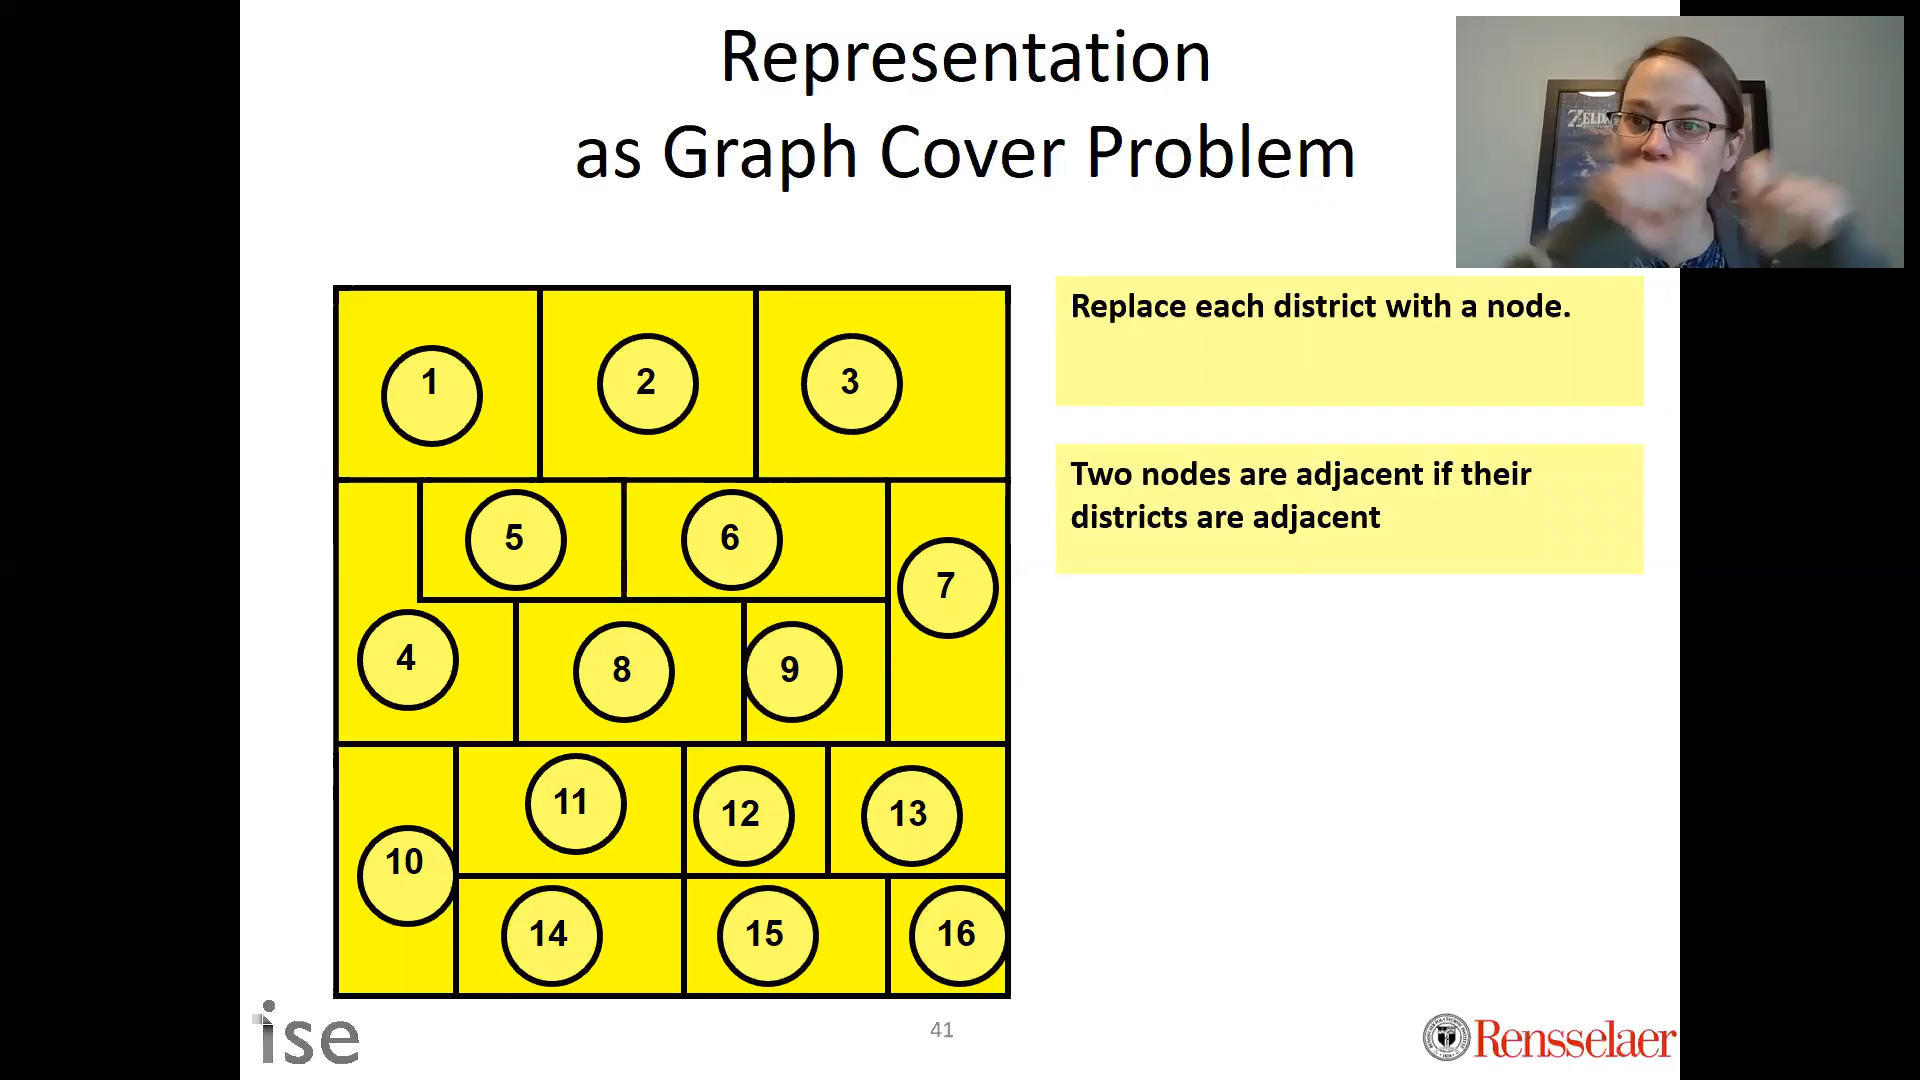 Representation
as Graph Cover Problem
ZELDA
Replace each district with a node.
Two nodes are adjacent if their
districts are adjacent
1
2
3
5
6
7
4
8
9
11
12
13
10
14
15
16
ise
41
Rensselaer